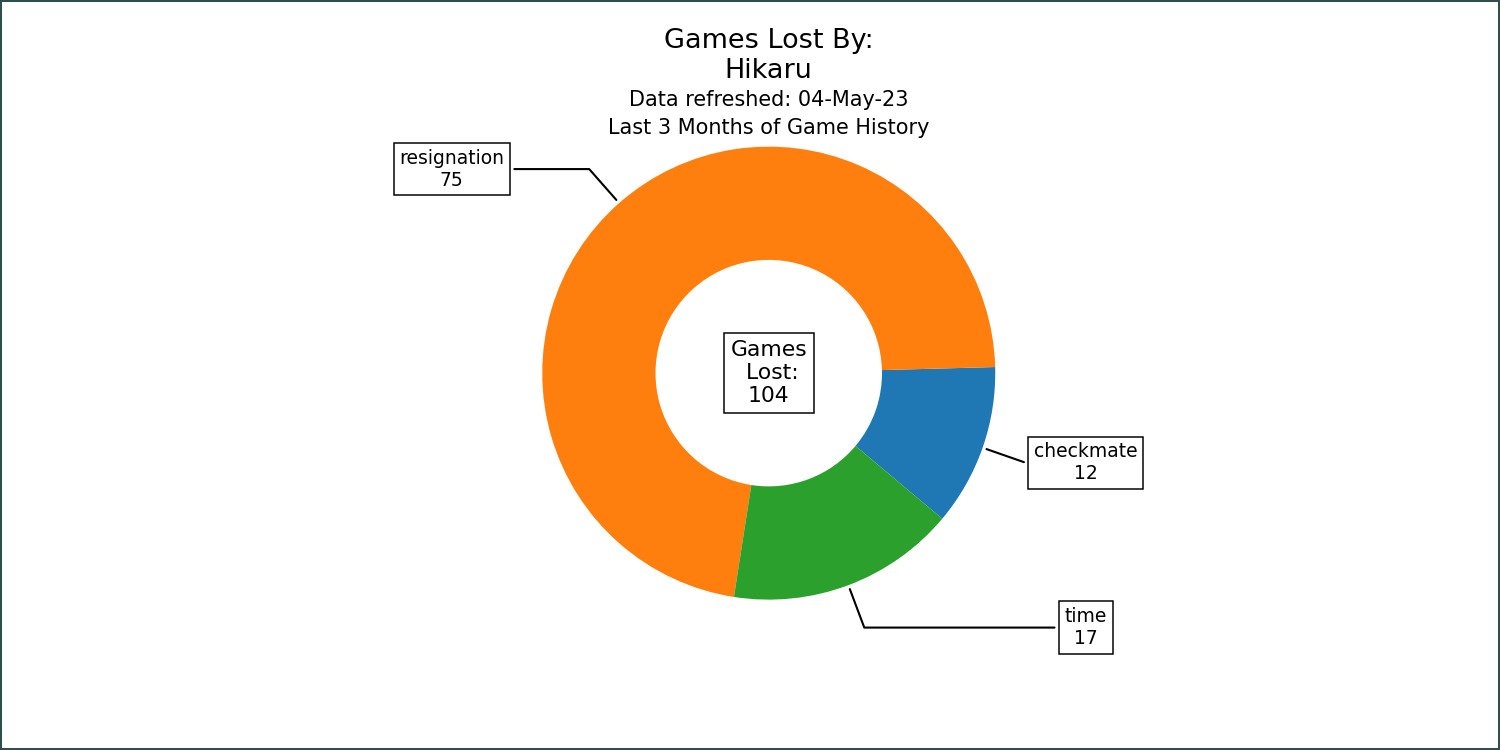 Games Lost By:
Hikaru
Data refreshed: 04-May-23
Last 3 Months of Game History
resignation
75
Games
Lost:
104
checkmate
12
time
17